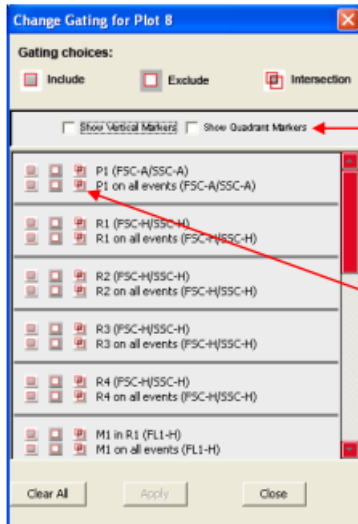 Change Gating for Plot 8
Gating choices:
Include Exclude Intersection
Show Vertical Markers Show Quadrant Markers
P1 (FSC-A/SSC-A)
P1 on all events (FSC-A/SSC-A)
R1 (FSC-H/SSC-H)
R1 on all events (FSC-H/SSC-H)
R2 (FSC-H/SSC-H)
R2 on all events (FSC-H/SSC-H)
R3 (FSC-H/SSC-H)
R3 on all events (FSC-H/SSC-H)
R4 (FSC-H/SSC-H)
R4 on all events (FSC-H/SSC-H)
M1 in R1 (FL1-H)
M1 on all events (FL1-H)
Clear All Apply Close